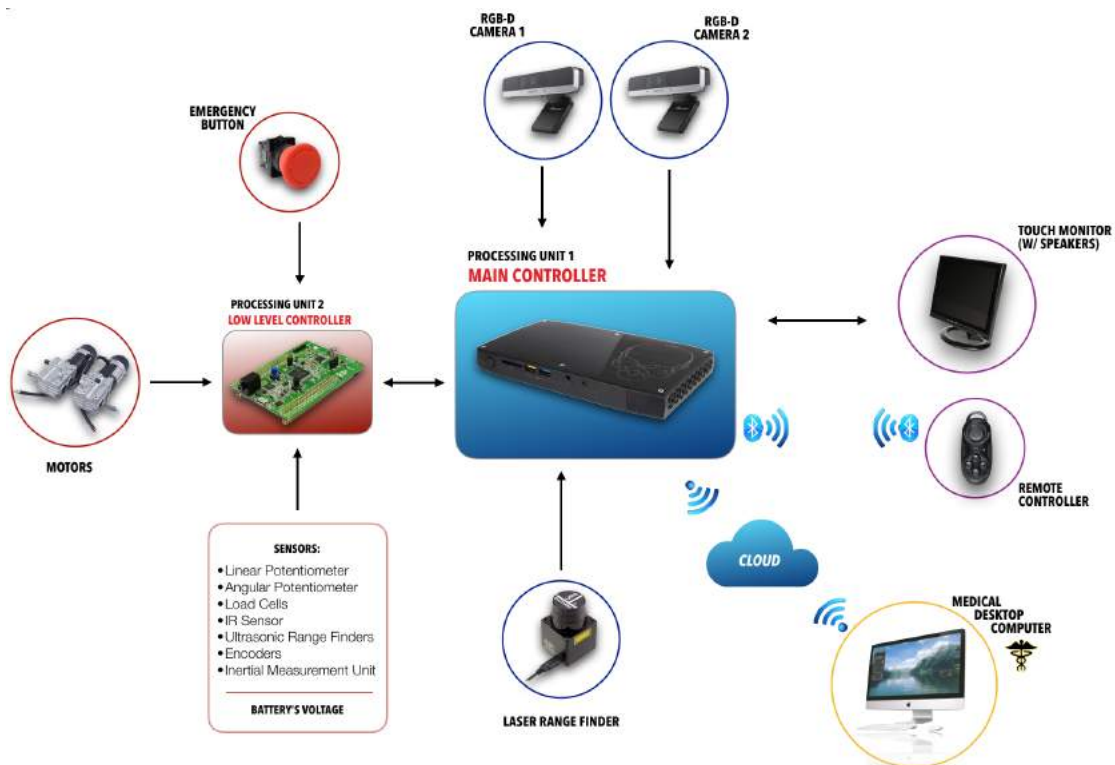 RGB-D
CAMERA 1
RGB-D
CAMERA 2
EMERGENCY
BUTTON
TOUCH MONITOR
(W/ SPEAKERS)
PROCESSING UNIT 1
MAIN CONTROLLER
PROCESSING UNIT 2
LOW LEVEL CONTROLLER
MOTORS
REMOTE
CONTROLLER
SENSORS:
•Linear Potentiometer
•Angular Potentiometer
•Load Cells
•IR Sensor
•Ultrasonic Range Finders
•Encoders
•Inertial Measurement Unit
BATTERY'S VOLTAGE
CLOUD
MEDICAL
DESKTOP
COMPUTER
LASER RANGE FINDER